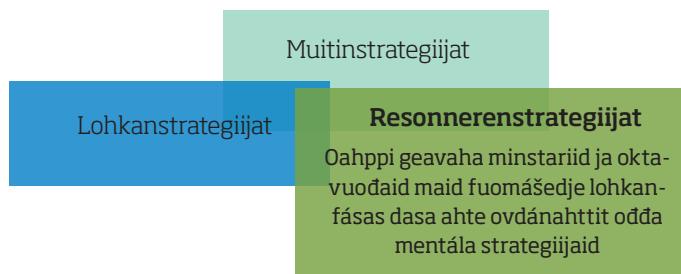 Muitinstrategiijat
Lohkanstrategiijat
Resonnerenstrategiijat
Oahppi geavaha minstariid ja okta-
vuođaid maid fuomášedje lohkan-
fásas dasa ahte ovdánahttit ođđa
mentála strategiijaid